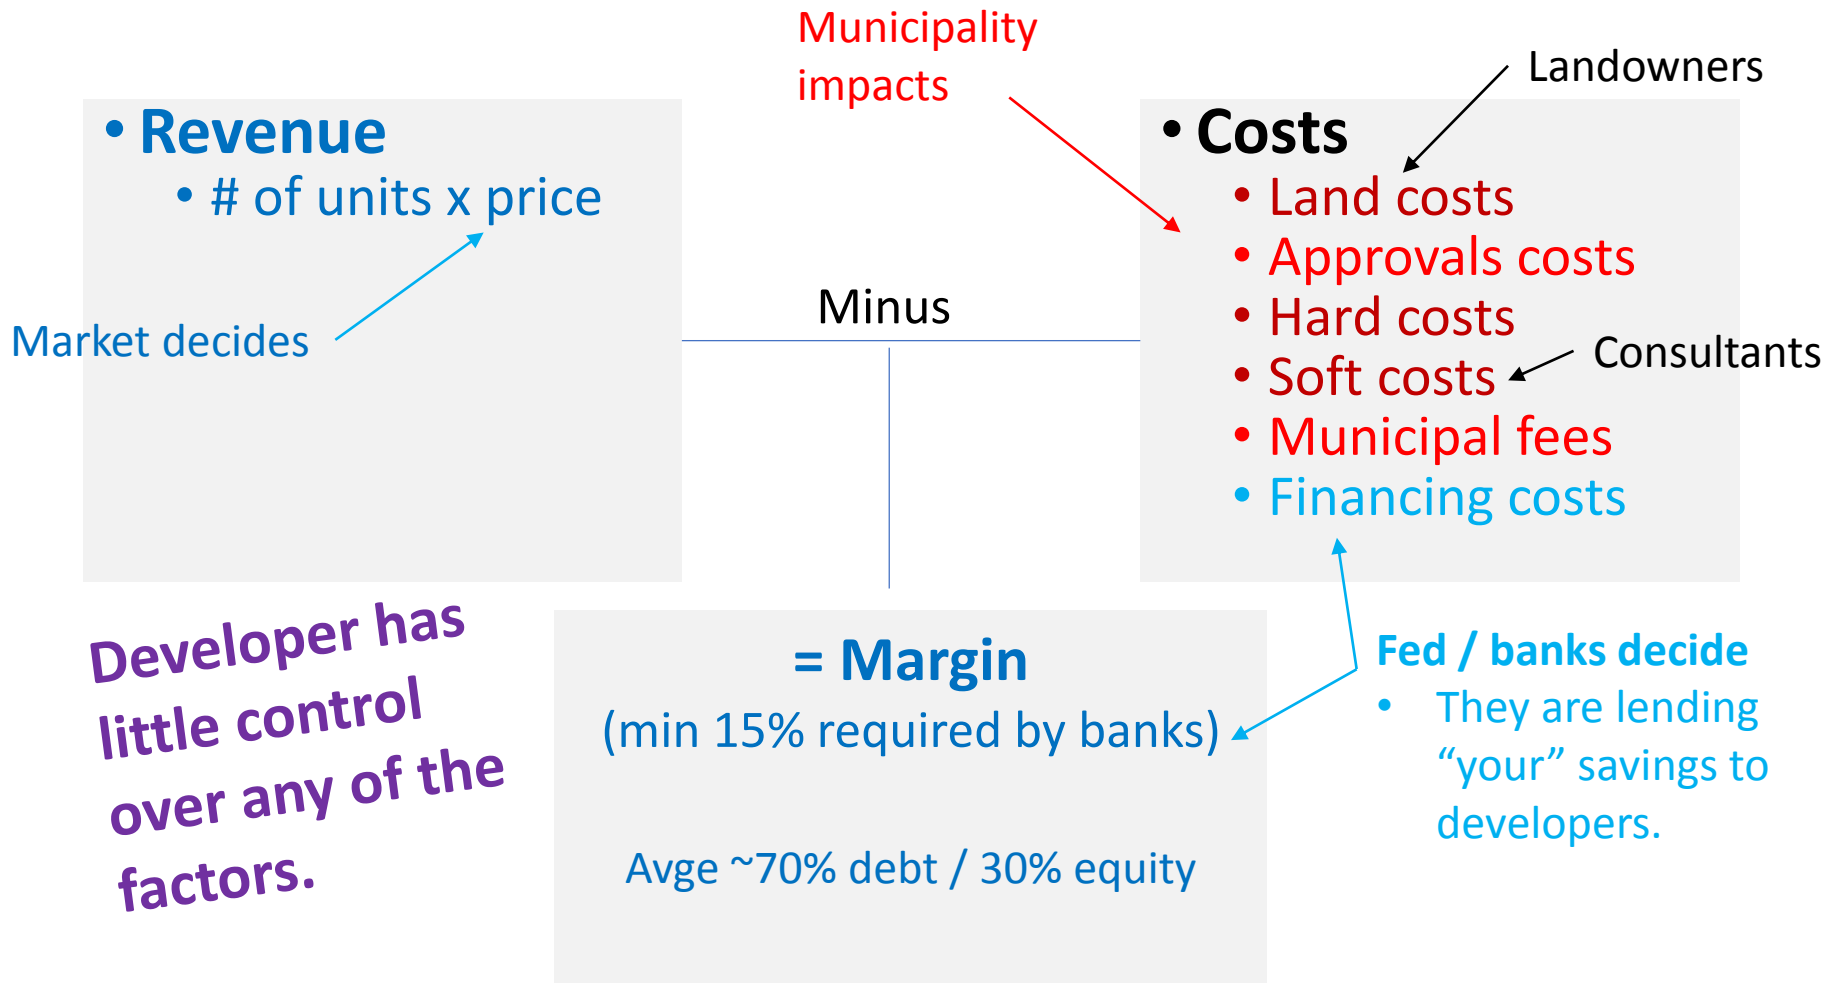 Municipality
impacts
Landowners
• Revenue
• # of units x price
Market decides
Minus
• Costs
• Land costs
• Approvals costs
• Hard costs
• Soft costs
Consultants
• Municipal fees
• Financing costs
Developer has
little control
over any of the
factors.
= Margin
(min 15% required by banks)
Avge ~70% debt / 30% equity
Fed / banks decide
• They are lending
“your” savings to
developers.